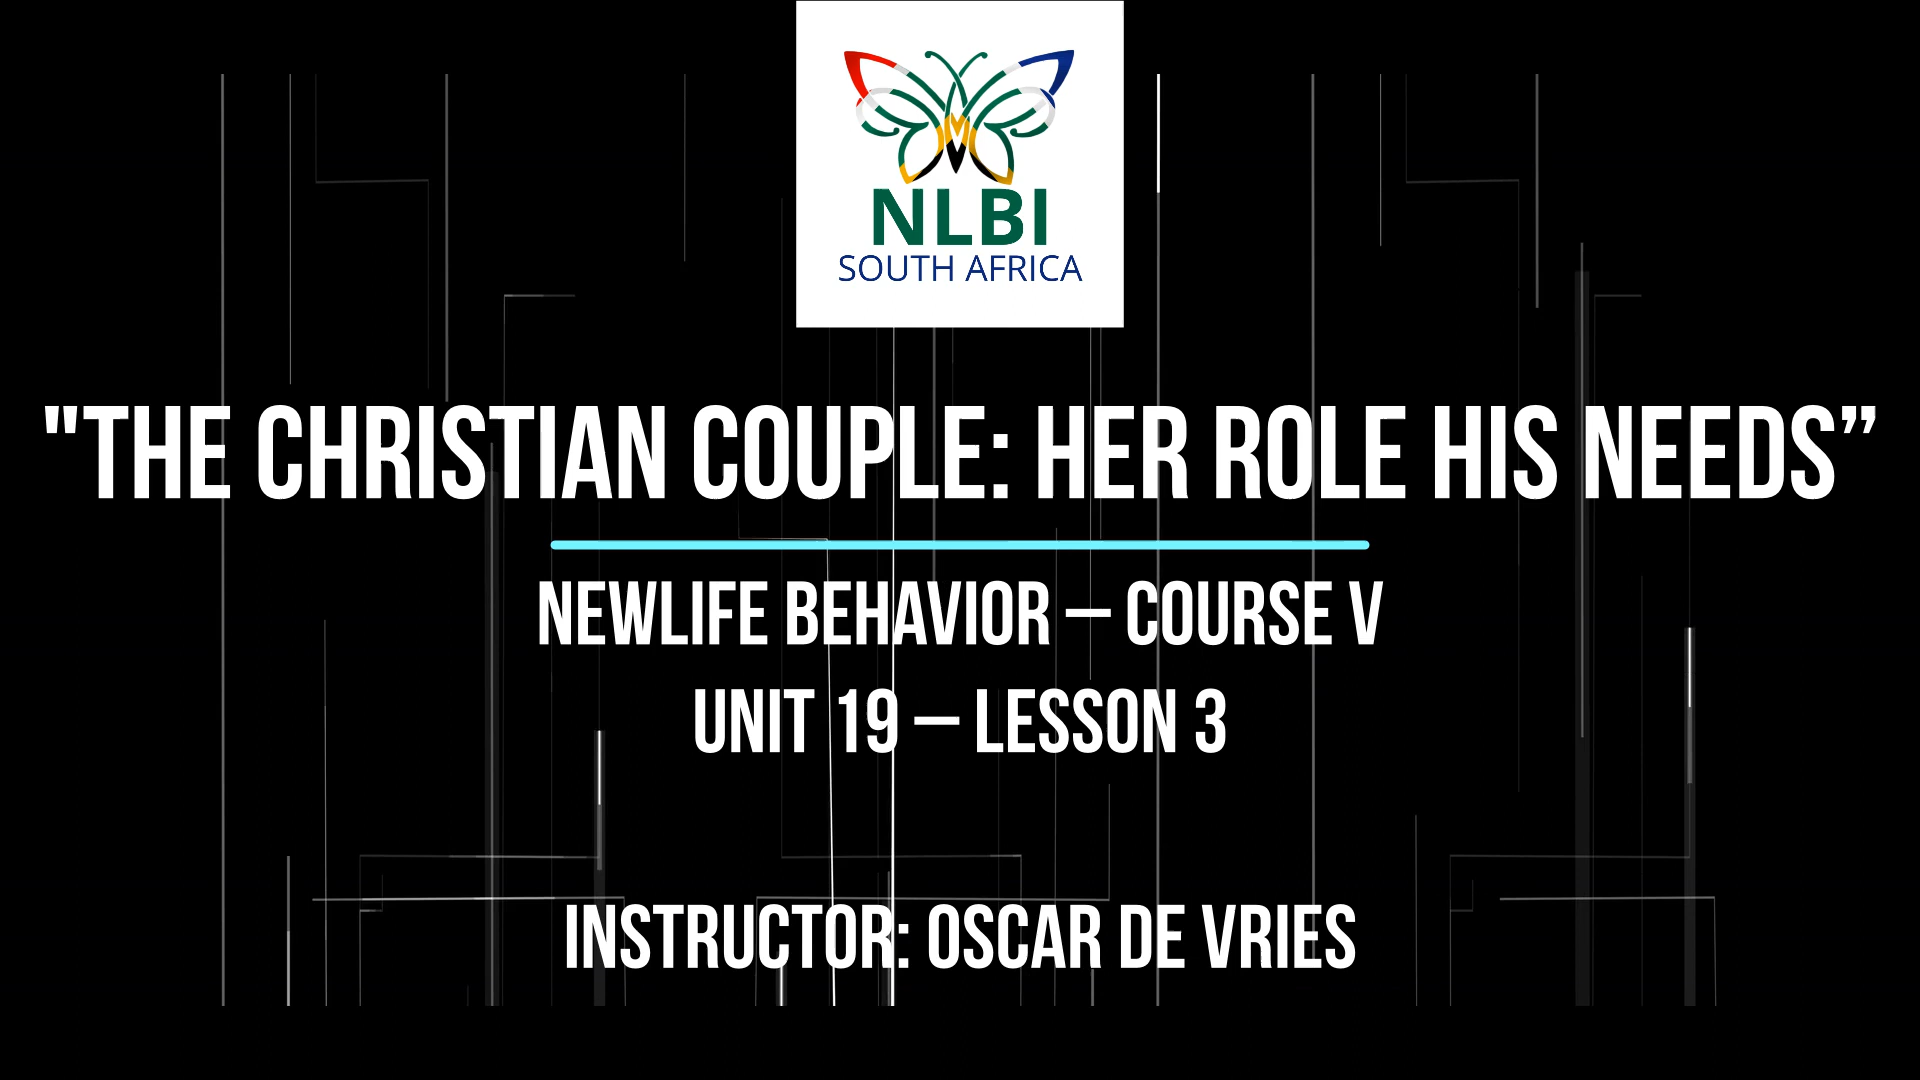 NLBI
SOUTH AFRICA
"THE CHRISTIAN COUPLE: HER ROLE HIS NEEDS”
NEWLIFE BEHAVIOR – COURSE V
UNIT 19 – LESSON 3
INSTRUCTOR: OSCAR DE VRIES